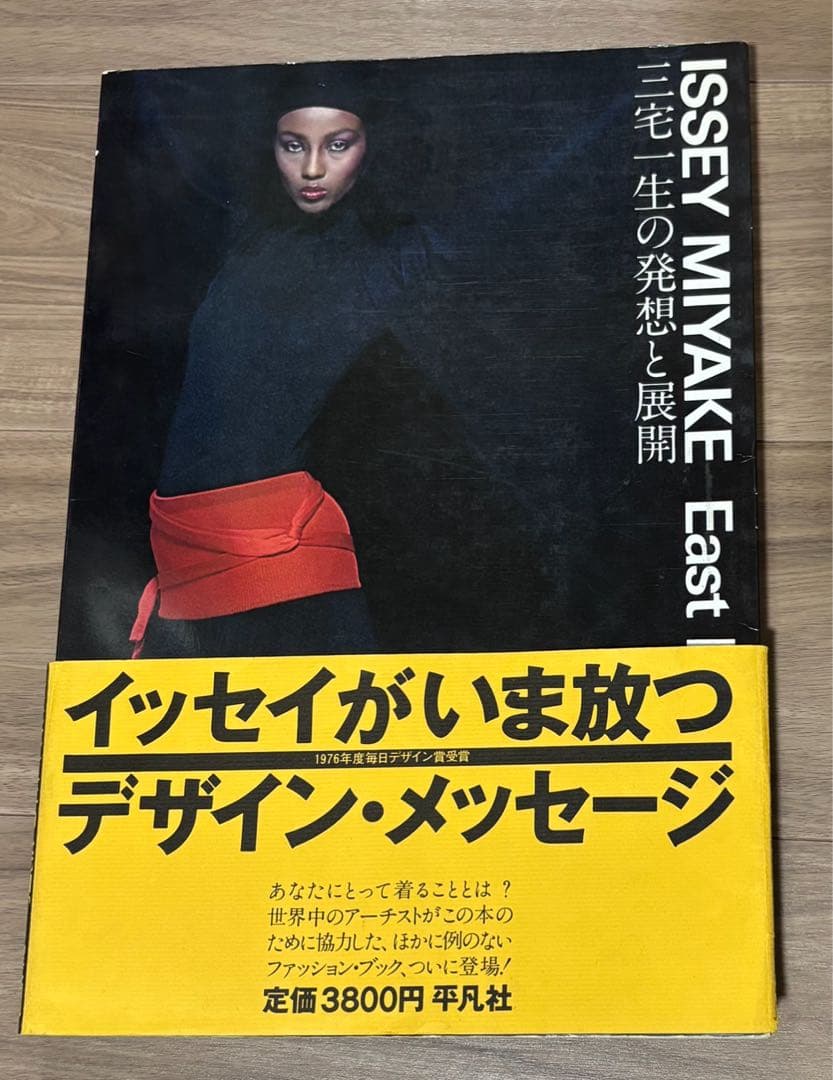 ISSEY MIYAKE East
三宅一生の発想と展開
イッセイがいま放つ
1976年度毎日デザイン賞受賞
デザイン・メッセージ
あなたにとって着ることとは?
世界中のアーチストがこの本の
ために協力した、ほかに例のない
ファッション・ブック、ついに登場!
定価3800円 平凡社